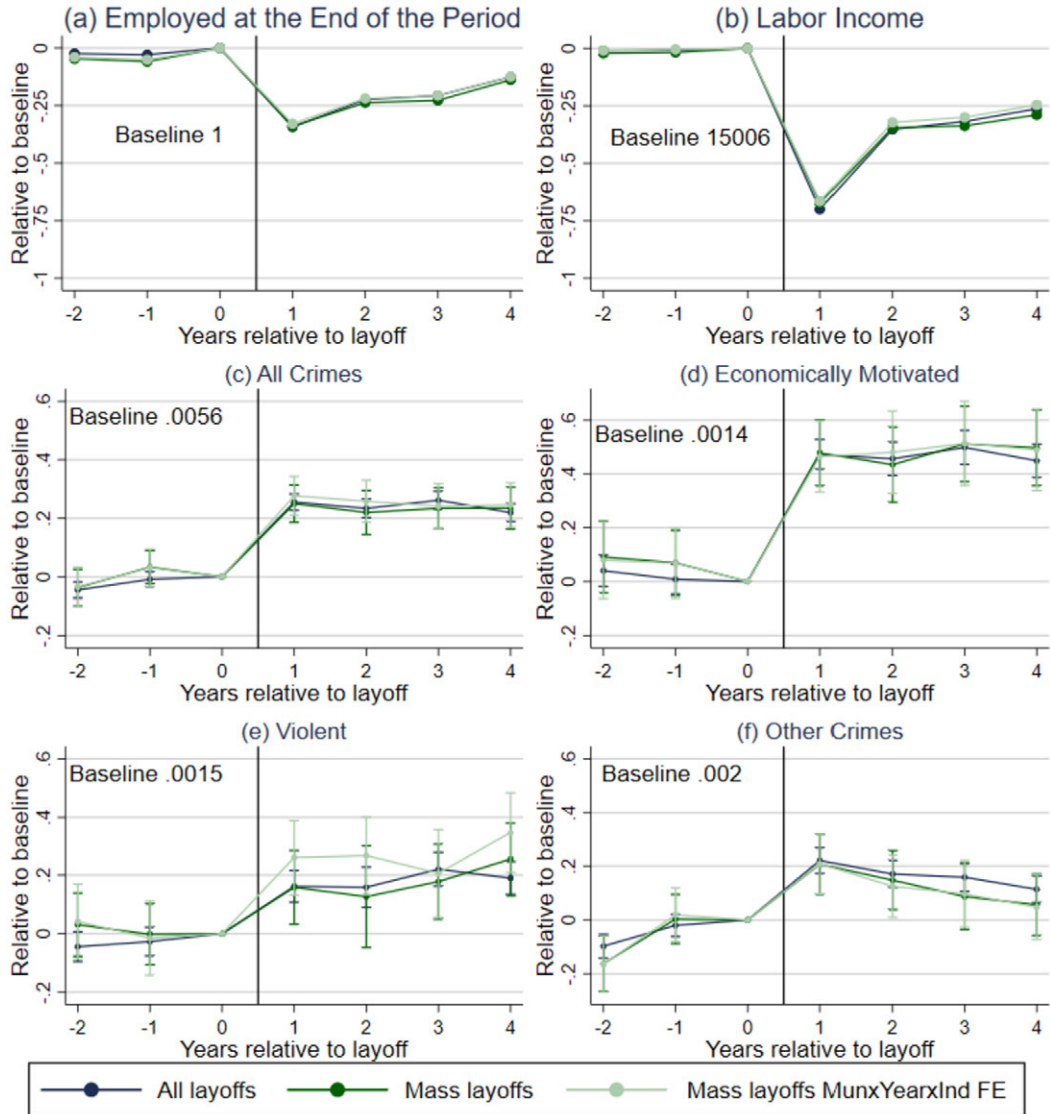 (a) Employed at the End of the Period
Relative to baseline
0
-.25
-.5
-.75
-1
Baseline 1
-2 -1 0 1 2 3 4
Years relative to layoff
(b) Labor Income
Relative to baseline
0
-.25
-.5
-.75
-1
Baseline 15006
-2 -1 0 1 2 3 4
Years relative to layoff
(c) All Crimes
Relative to baseline
.6
.4
.2
0
-.2
Baseline .0056
-2 -1 0 1 2 3 4
Years relative to layoff
(d) Economically Motivated
Relative to baseline
.6
.4
.2
0
-.2
Baseline .0014
-2 -1 0 1 2 3 4
Years relative to layoff
(e) Violent
Relative to baseline
.6
.4
.2
0
-.2
Baseline .0015
-2 -1 0 1 2 3 4
Years relative to layoff
(f) Other Crimes
Relative to baseline
.6
.4
.2
0
-.2
Baseline .002
-2 -1 0 1 2 3 4
Years relative to layoff
All layoffs Mass layoffs Mass layoffs MunxYearxInd FE